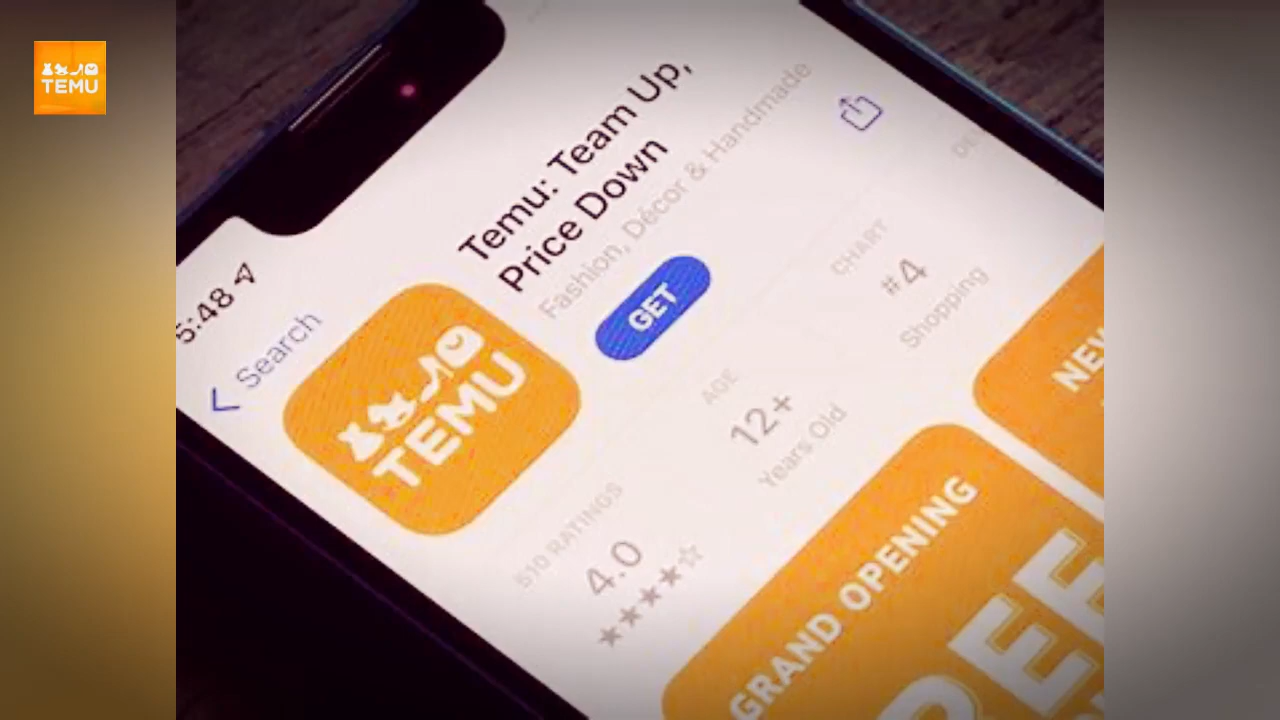 TEMU
5:48
Search
TEMU
Temu: Team Up,
Price Down
Fashion, Décor & Handmade
GET
510 RATINGS
4.0
AGE
12+
Years Old
CHART
#4
Shopping
GRAND OPENING